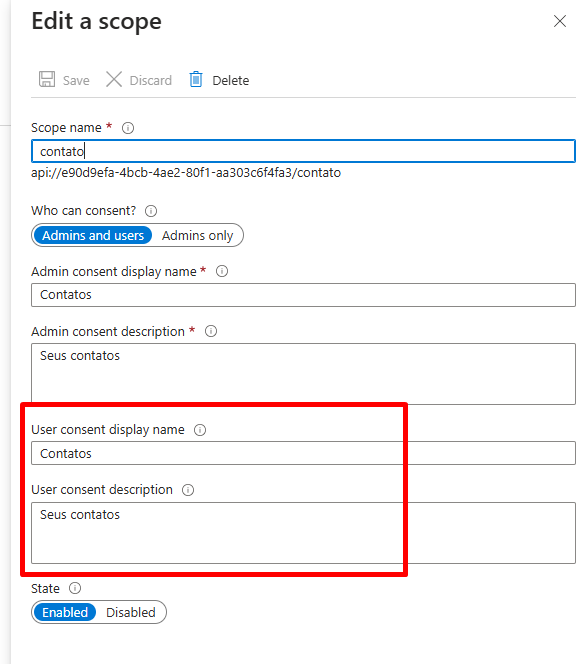 Edit a scope
Save Discard Delete
Scope name *
contato
api://e90d9efa-4bcb-4ae2-80f1-aa303c6f4fa3/contato
Who can consent?
Admins and users Admins only
Admin consent display name *
Contatos
Admin consent description *
Seus contatos
User consent display name
Contatos
User consent description
Seus contatos
State
Enabled Disabled